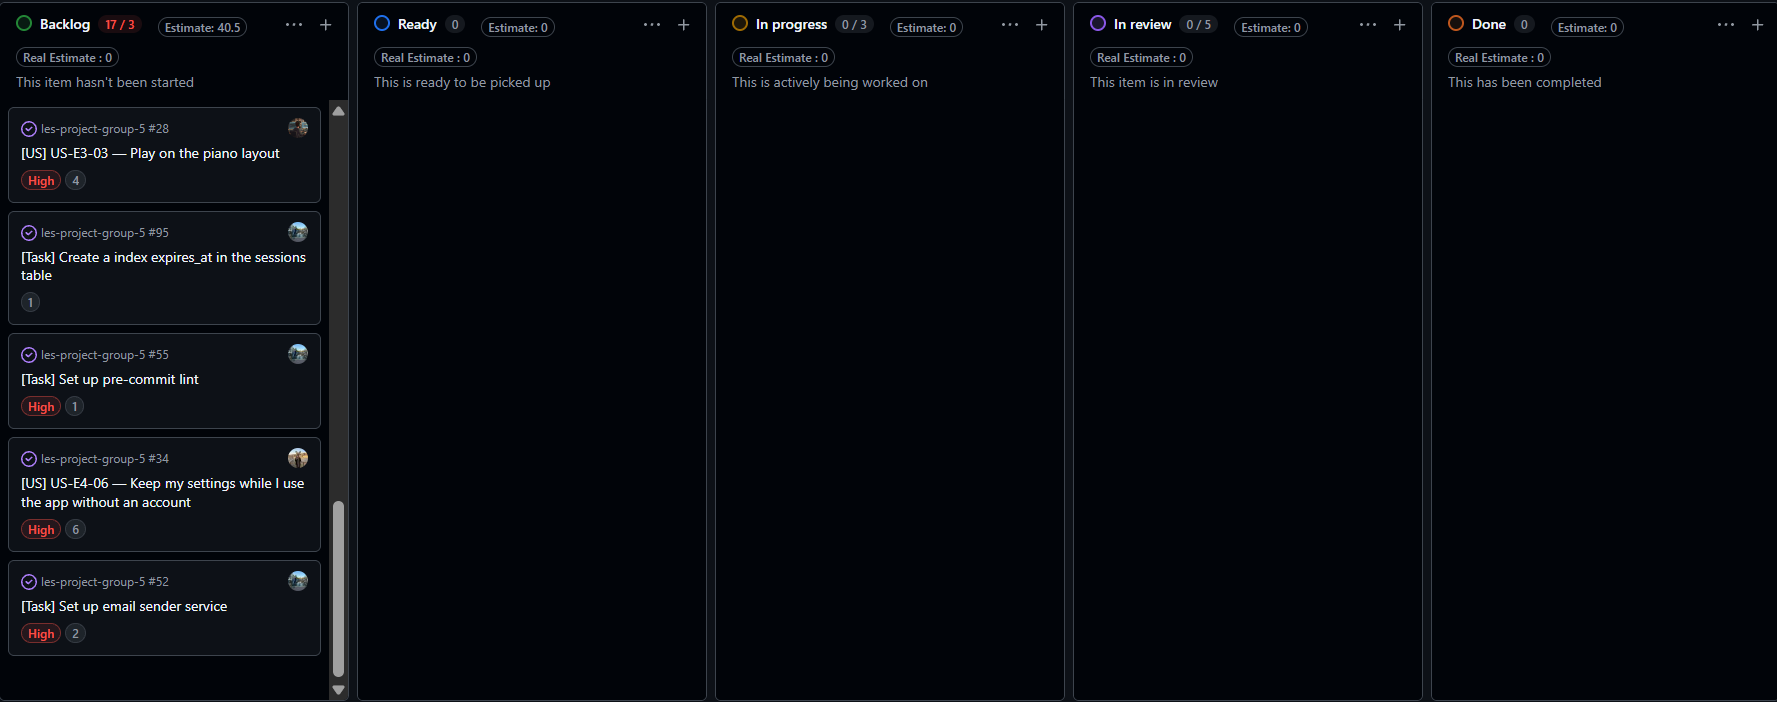 Backlog 17 / 3 Estimate: 40.5
Real Estimate : 0
This item hasn't been started
les-project-group-5 #28
[US] US-E3-03 — Play on the piano layout
High 4
les-project-group-5 #95
[Task] Create a index expires_at in the sessions
table
1
les-project-group-5 #55
[Task] Set up pre-commit lint
High 1
les-project-group-5 #34
[US] US-E4-06 — Keep my settings while I use
the app without an account
High 6
les-project-group-5 #52
[Task] Set up email sender service
High 2
Ready 0 Estimate: 0
Real Estimate : 0
This is ready to be picked up
In progress 0 / 3 Estimate: 0
Real Estimate : 0
This is actively being worked on
In review 0 / 5 Estimate: 0
Real Estimate : 0
This item is in review
Done 0 Estimate: 0
Real Estimate : 0
This has been completed